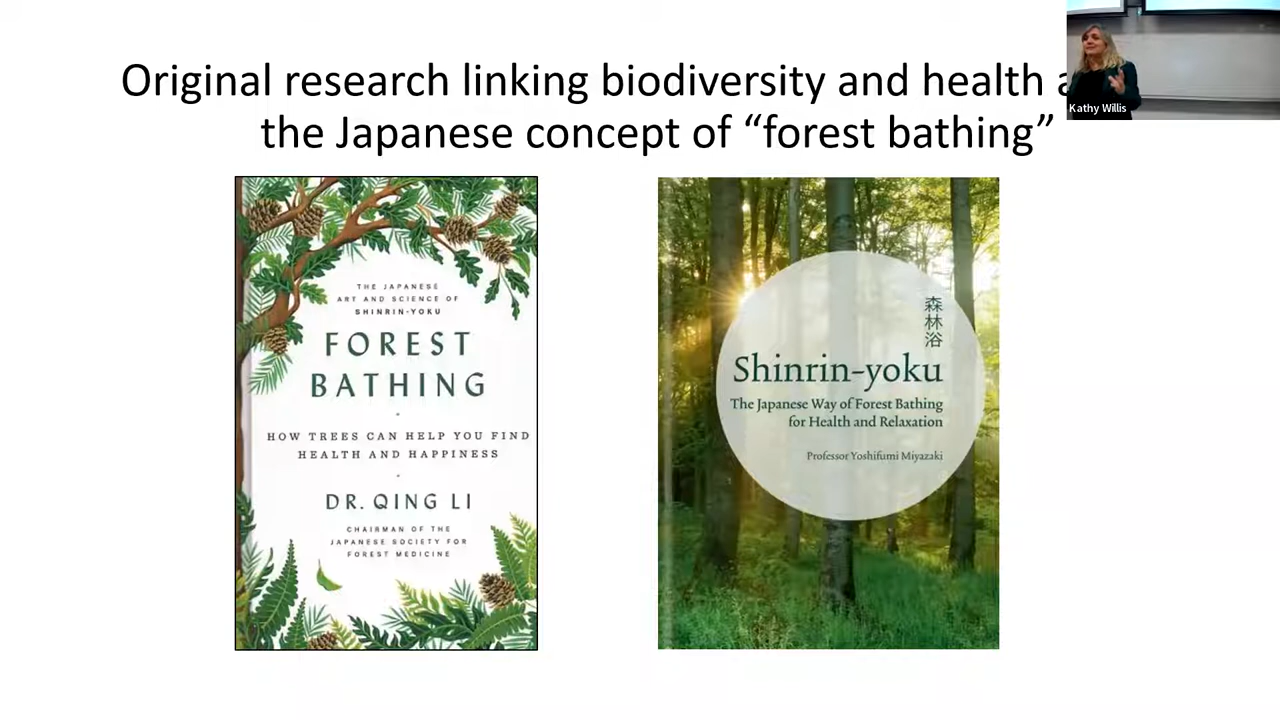 Original research linking biodiversity and health
the Japanese concept of “forest bathing”
Kathy Willis
THE JAPANESE
ART AND SCIENCE OF
SHINRIN-YOKU
FOREST
BATHING
HOW TREES CAN HELP YOU FIND
HEALTH AND HAPPINESS
DR. QING LI
CHAIRMAN OF THE
JAPANESE SOCIETY FOR
FOREST MEDICINE
森林浴
Shinrin-yoku
The Japanese Way of Forest Bathing
for Health and Relaxation
Professor Yoshifumi Miyazaki